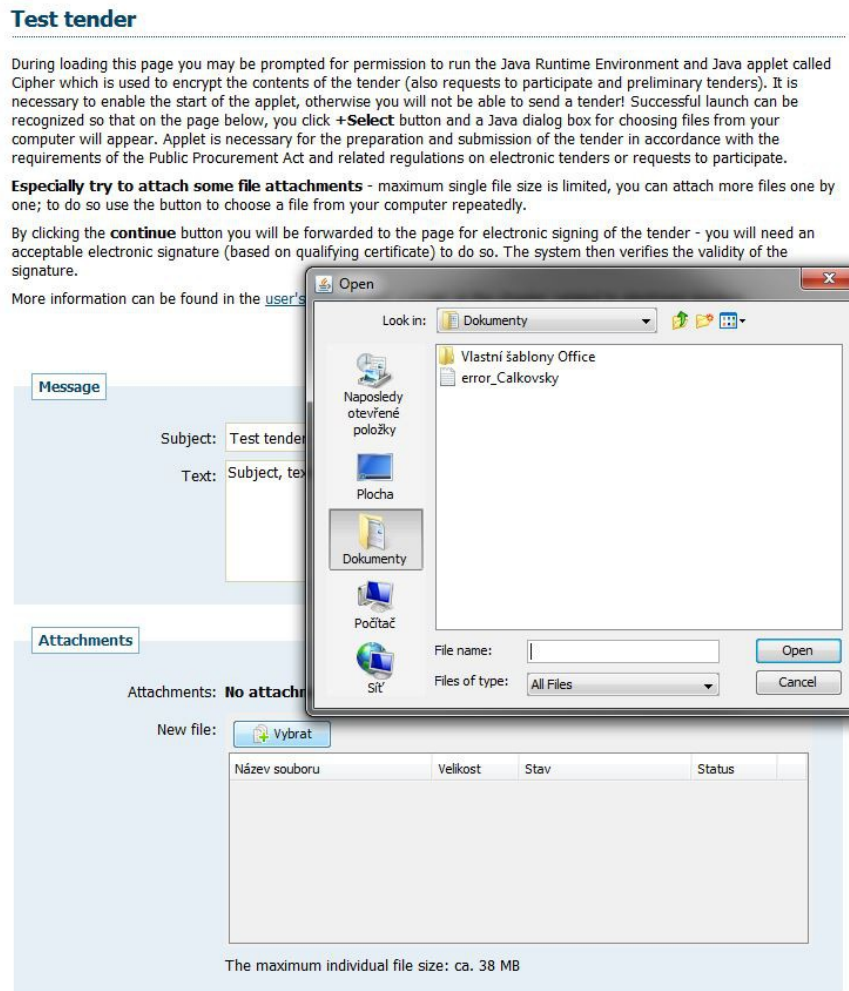 Test tender
During loading this page you may be prompted for permission to run the Java Runtime Environment and Java applet called
Cipher which is used to encrypt the contents of the tender (also requests to participate and preliminary tenders). It is
necessary to enable the start of the applet, otherwise you will not be able to send a tender! Successful launch can be
recognized so that on the page below, you click +Select button and a Java dialog box for choosing files from your
computer will appear. Applet is necessary for the preparation and submission of the tender in accordance with the
requirements of the Public Procurement Act and related regulations on electronic tenders or requests to participate.
Especially try to attach some file attachments - maximum single file size is limited, you can attach more files one by
one; to do so use the button to choose a file from your computer repeatedly.
By clicking the continue button you will be forwarded to the page for electronic signing of the tender - you will need an
acceptable electronic signature (based on qualifying certificate) to do so. The system then verifies the validity of the
signature.
More information can be found in the user's
Open
Look in: Dokumenty
Vlastní šablony Office
error_Calkovsky
Naposledy
otevřené
položky
Plocha
Dokumenty
Počítač
Síť
File name:
Open
Files of type: All Files
Cancel
Message
Subject: Test tender
Text: Subject,
Attachments
Attachments: No
New file: Vybrat
Název souboru Velikost Stav Status
The maximum individual file size: ca. 38 MB